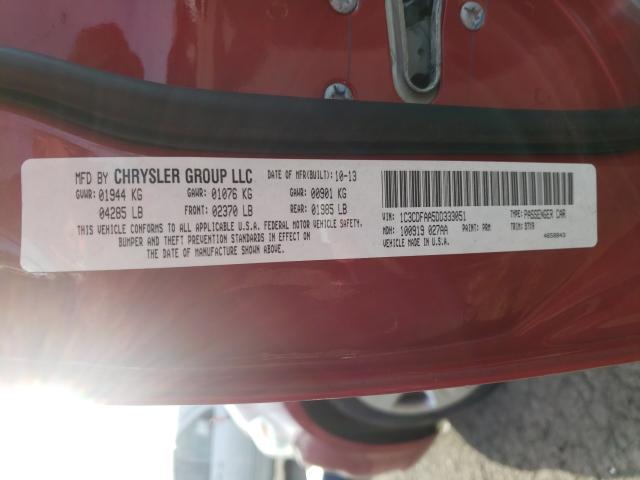 MFD BY CHRYSLER GROUP LLC DATE OF MFR(BUILT): 10-13
GVWR: 01944 KG GAWR: 01076 KG GAWR: 00901 KG
04285 LB FRONT: 02370 LB REAR: 01985 LB
THIS VEHICLE CONFORMS TO ALL APPLICABLE U.S.A. FEDERAL MOTOR VEHICLE SAFETY,
BUMPER AND THEFT PREVENTION STANDARDS IN EFFECT ON
THE DATE OF MANUFACTURE SHOWN ABOVE.
VIN: 1C3CDFAA5DD333051 TYPE: PASSENGER CAR
MDH: 100919 027AA PAINT: PRM TRIM: BTX9
VEHICLE MADE IN U.S.A. 4658843